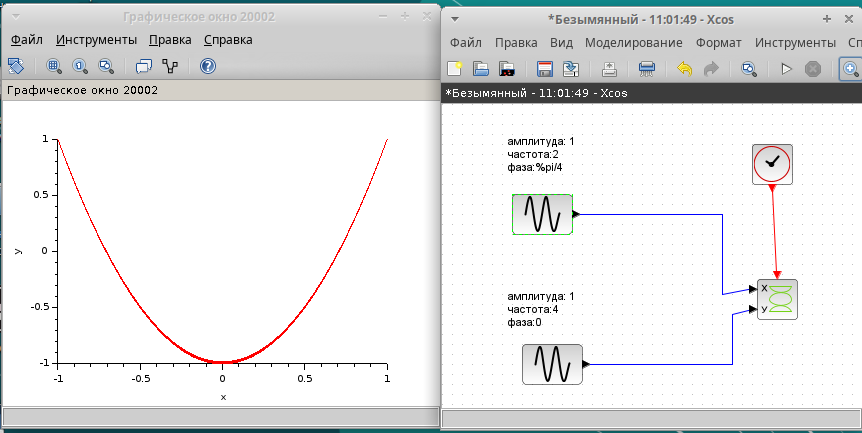 Графическое окно 20002
Файл Инструменты Правка Справка
Графическое окно 20002
1
0.5
0
-0.5
-1
y
-1 -0.5 0 0.5 1
x
*Безымянный - 11:01:49 - Xcos
Файл Правка Вид Моделирование Формат Инструменты Сп
*Безымянный - 11:01:49 - Xcos
амплитуда: 1
частота:2
фаза:%pi/4
X
y
амплитуда: 1
частота:4
фаза:0